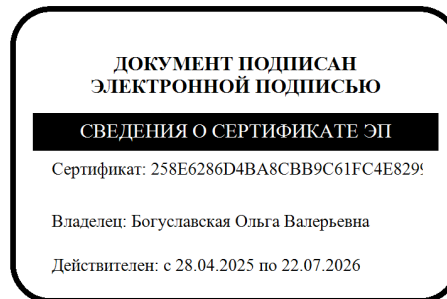 ДОКУМЕНТ ПОДПИСАН
ЭЛЕКТРОННОЙ ПОДПИСЬЮ
СВЕДЕНИЯ О СЕРТИФИКАТЕ ЭП
Сертификат: 258E6286D4BA8CBB9C61FC4E8299
Владелец: Богуславская Ольга Валерьевна
Действителен: с 28.04.2025 по 22.07.2026